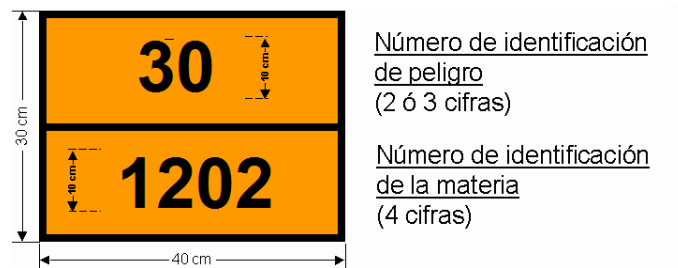 30
10 cm
Número de identificación
de peligro
(2 ó 3 cifras)
30 cm
1202
10 cm
Número de identificación
de la materia
(4 cifras)
40 cm